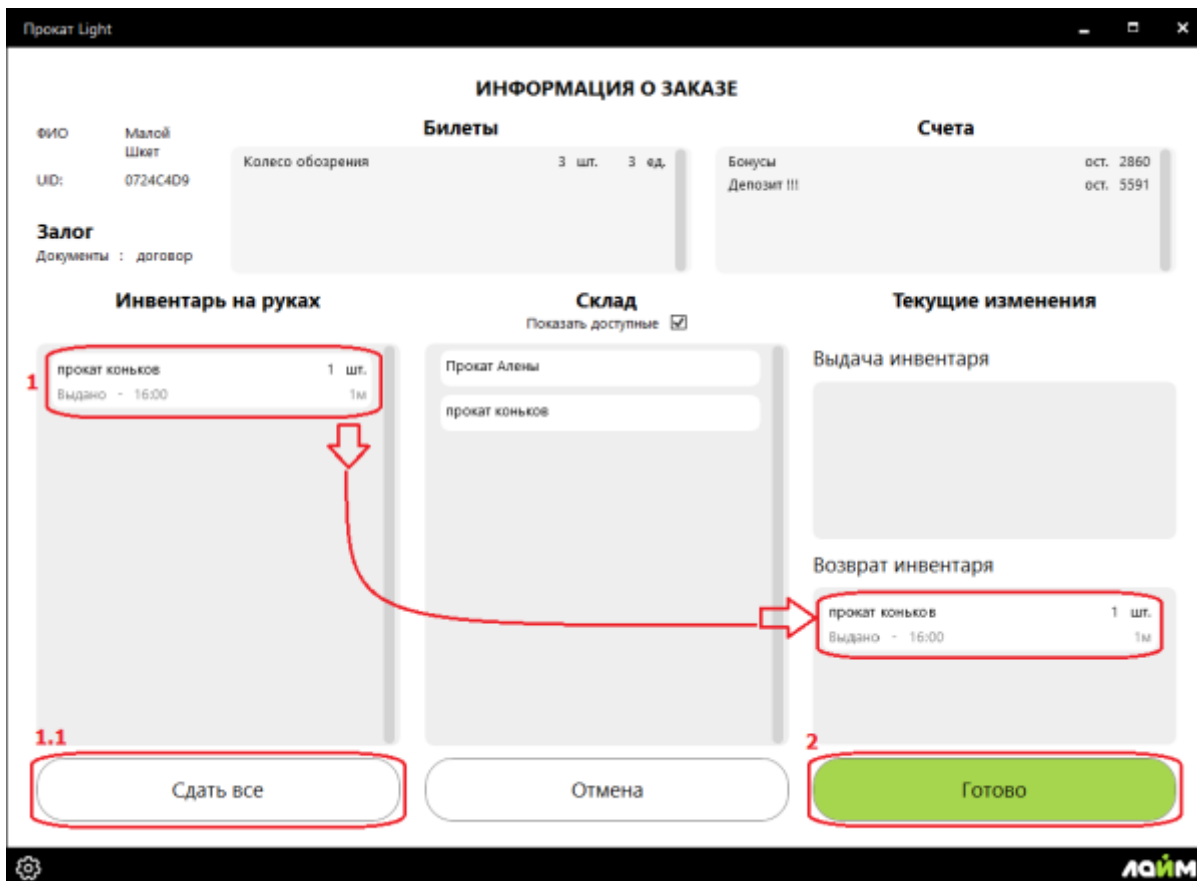 Прокат Light
ИНФОРМАЦИЯ О ЗАКАЗЕ
ФИО Малой Шкет
UID: 0724C4D9
Залог
Документы : договор
Билеты
Колесо обозрения 3 шт. 3 ед.
Счета
Бонусы ост. 2860
Депозит !!! ост. 5591
Инвентарь на руках
1
прокат коньков 1 шт.
Выдано - 16:00 1м
Склад
Показать доступные
Прокат Алены
прокат коньков
Текущие изменения
Выдача инвентаря
Возврат инвентаря
прокат коньков 1 шт.
Выдано - 16:00 1м
1.1
Сдать все
Отмена
2
Готово
лайм